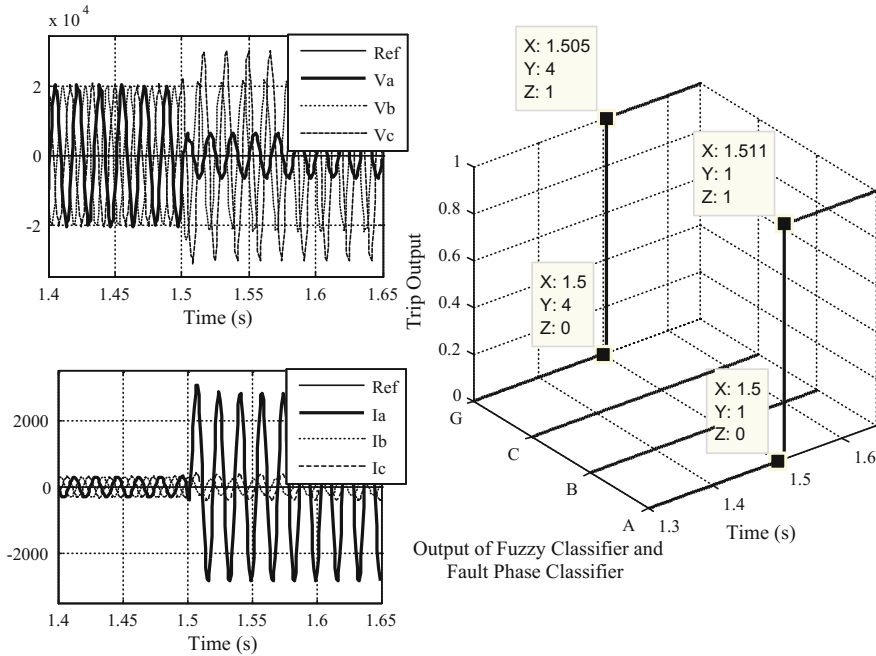 x 10^4
2
0
-2
1.4 1.45 1.5 1.55 1.6 1.65
Time (s)
Ref
Va
Vb
Vc
2000
0
-2000
1.4 1.45 1.5 1.55 1.6 1.65
Time (s)
Ref
Ia
Ib
Ic
X: 1.505
Y: 4
Z: 1
X: 1.511
Y: 1
Z: 1
X: 1.5
Y: 4
Z: 0
X: 1.5
Y: 1
Z: 0
Trip Output
1
0.8
0.6
0.4
0.2
0
G
C
B
A
1.3
1.4
1.5
1.6
Time (s)
Output of Fuzzy Classifier and
Fault Phase Classifier